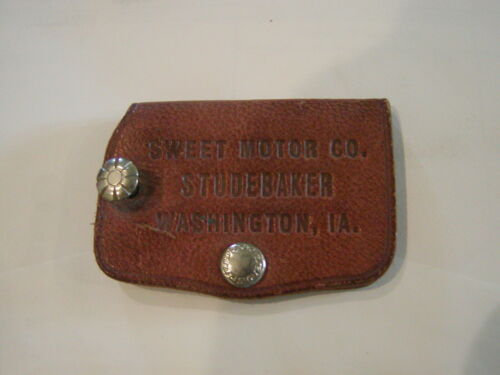 SWEET MOTOR CO.
STUDEBAKER
WASHINGTON, IA.